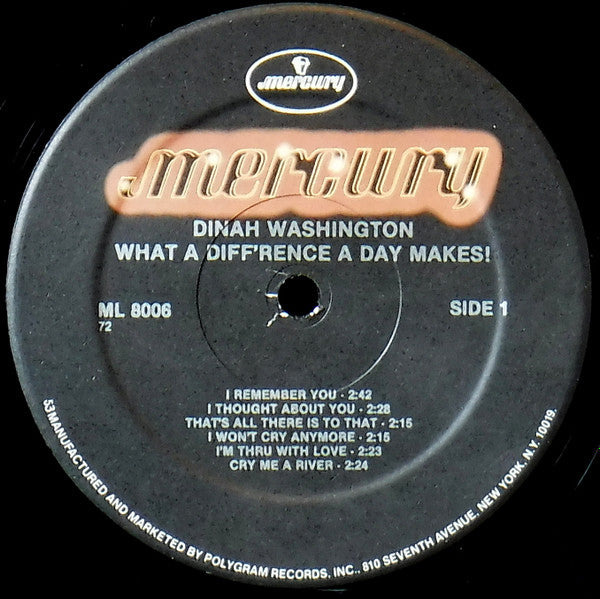 mercury
mercury
DINAH WASHINGTON
WHAT A DIFF'RENCE A DAY MAKES!
ML 8006
72
SIDE 1
I REMEMBER YOU - 2:42
I THOUGHT ABOUT YOU - 2:28
THAT'S ALL THERE IS TO THAT - 2:15
I WON'T CRY ANYMORE - 2:15
I'M THRU WITH LOVE - 2:23
CRY ME A RIVER - 2:24
53 MANUFACTURED AND MARKETED BY POLYGRAM RECORDS, INC., 810 SEVENTH AVENUE, NEW YORK, N.Y. 10019.